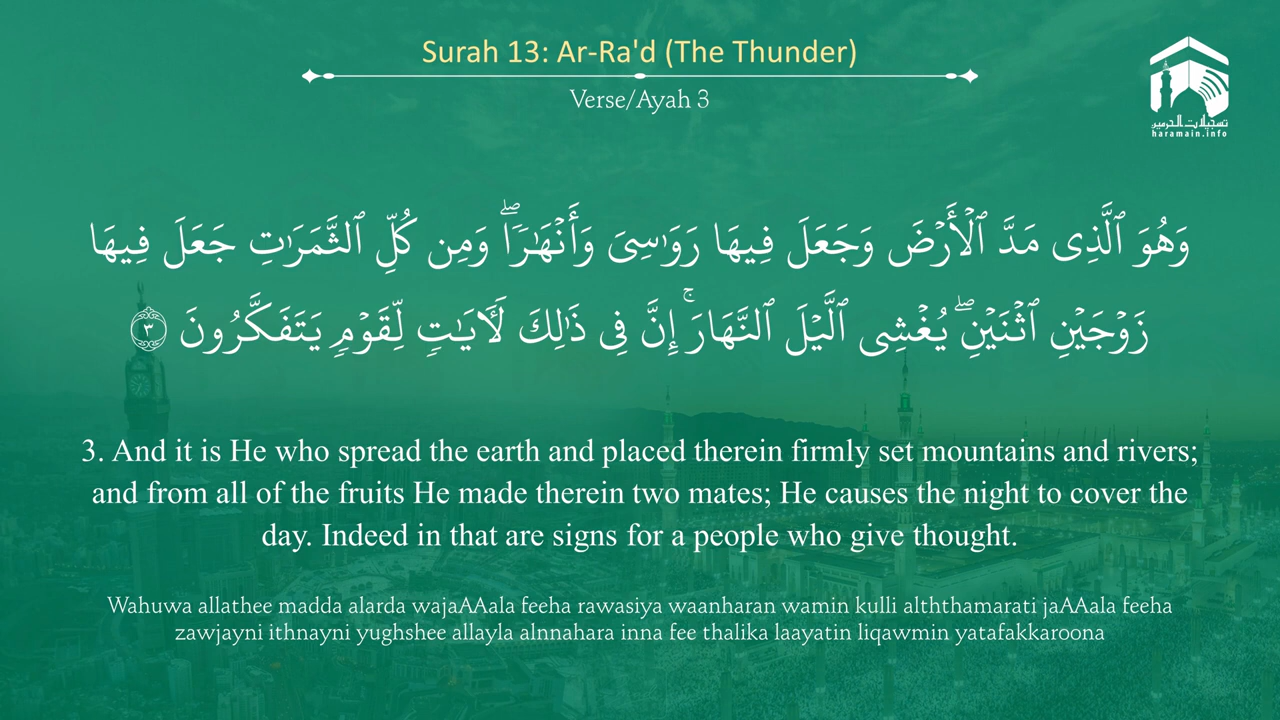 Surah 13: Ar-Ra'd (The Thunder)
Verse/Ayah 3
تسجيلات الحرمين
haramain.info
وَهُوَ ٱلَّذِى مَدَّ ٱلْأَرْضَ وَجَعَلَ فِيهَا رَوَٰسِىَ وَأَنْهَٰرًۭا ۖ وَمِن كُلِّ ٱلثَّمَرَٰتِ جَعَلَ فِيهَا
زَوْجَيْنِ ٱثْنَيْنِ ۖ يُغْشِى ٱلَّيْلَ ٱلنَّهَارَ ۚ إِنَّ فِى ذَٰلِكَ لَـَٔايَٰتٍۢ لِّقَوْمٍۢ يَتَفَكَّرُونَ ٣
3. And it is He who spread the earth and placed therein firmly set mountains and rivers;
and from all of the fruits He made therein two mates; He causes the night to cover the
day. Indeed in that are signs for a people who give thought.
Wahuwa allathee madda alarda wajaAAala feeha rawasiya waanharan wamin kulli alththamarati jaAAala feeha
zawjayni ithnayni yughshee allayla alnnahara inna fee thalika laayatin liqawmin yatafakkaroona